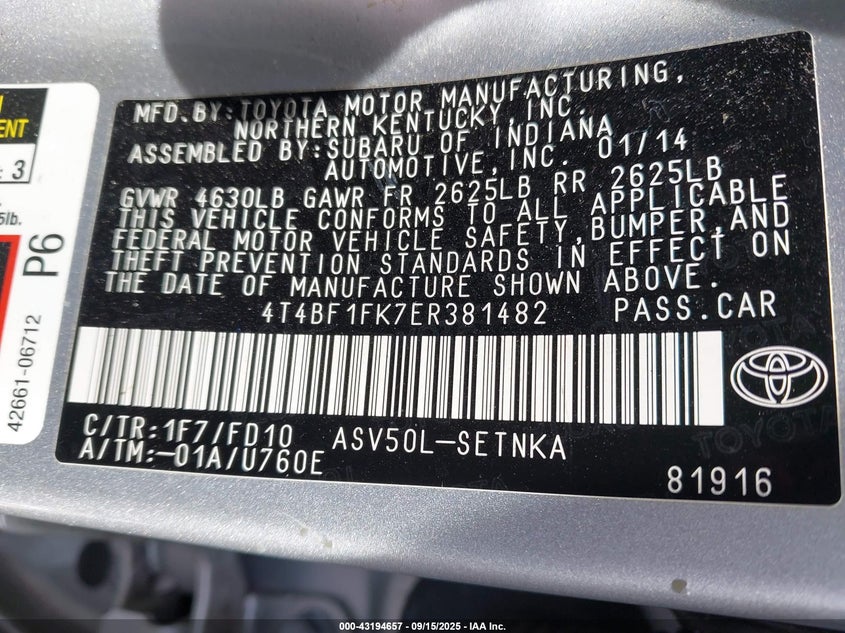 MFD.BY:TOYOTA MOTOR MANUFACTURING,
NORTHERN KENTUCKY,INC.
ASSEMBLED BY:SUBARU OF INDIANA
AUTOMOTIVE,INC. 01/14
GVWR 4630LB GAWR FR 2625LB RR 2625LB
THIS VEHICLE CONFORMS TO ALL APPLICABLE
FEDERAL MOTOR VEHICLE SAFETY,BUMPER,AND
THEFT PREVENTION STANDARDS IN EFFECT ON
THE DATE OF MANUFACTURE SHOWN ABOVE.
4T4BF1FK7ER381482 PASS.CAR
C/TR:1F7/FD10 ASV50L-SETNKA
A/TM:-01A/U760E
81916
TOYOTA
3
P6
42661-06712
000-43194657 - 09/15/2025 - IAA Inc.